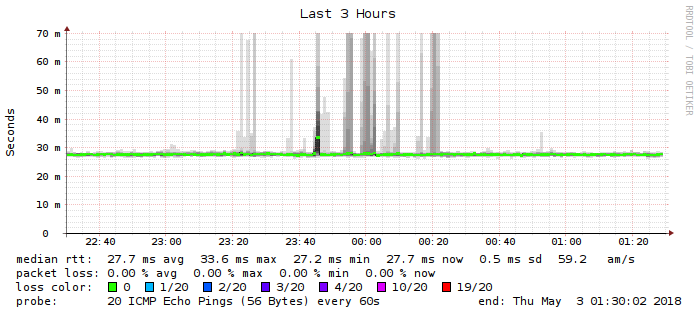 Last 3 Hours
RRDTOOL / TOBI OETIKER
Seconds
70 m
60 m
50 m
40 m
30 m
20 m
10 m
0
22:40 23:00 23:20 23:40 00:00 00:20 00:40 01:00 01:20
median rtt: 27.7 ms avg 33.6 ms max 27.2 ms min 27.7 ms now 0.5 ms sd 59.2 am/s
packet loss: 0.00 % avg 0.00 % max 0.00 % min 0.00 % now
loss color: 0 1/20 2/20 3/20 4/20 10/20 19/20
probe: 20 ICMP Echo Pings (56 Bytes) every 60s end: Thu May 3 01:30:02 2018